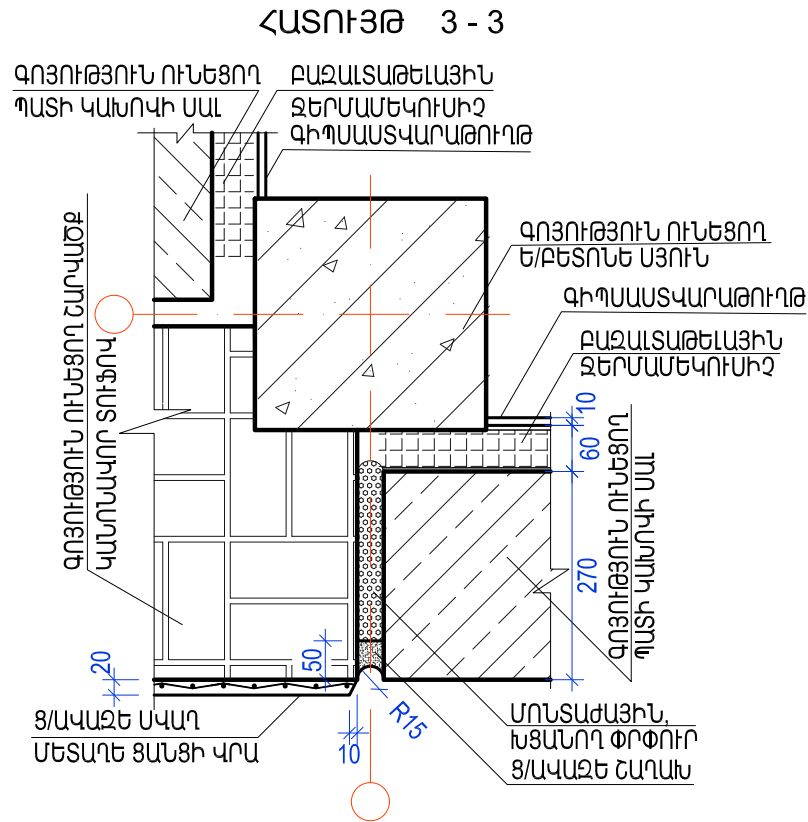 ՀԱՏՈՒՅԹ 3 - 3
ԳՈՅՈՒԹՅՈՒՆ ՈՒՆԵՑՈՂ
ՊԱՏԻ ԿԱԽՈՎԻ ՍԱԼ
ԲԱԶԱԼՏԱԹԵԼԱՅԻՆ
ՋԵՐՄԱՄԵԿՈՒՍԻՉ
ԳԻՊՍԱՍՏՎԱՐԱԹՈՒՂԹ
ԳՈՅՈՒԹՅՈՒՆ ՈՒՆԵՑՈՂ ՇԱՐՎԱԾՔ
ԿԱՆՈՆԱՎՈՐ ՏՈՒՖՈՎ
ԳՈՅՈՒԹՅՈՒՆ ՈՒՆԵՑՈՂ
Ե/ԲԵՏՈՆԵ ՍՅՈՒՆ
ԳԻՊՍԱՍՏՎԱՐԱԹՈՒՂԹ
ԲԱԶԱԼՏԱԹԵԼԱՅԻՆ
ՋԵՐՄԱՄԵԿՈՒՍԻՉ
10
60
270
ԳՈՅՈՒԹՅՈՒՆ ՈՒՆԵՑՈՂ
ՊԱՏԻ ԿԱԽՈՎԻ ՍԱԼ
20
50
R15
10
Ց/ԱՎԱԶԵ ՍՎԱՂ
ՄԵՏԱՂԵ ՑԱՆՑԻ ՎՐԱ
ՄՈՆՏԱԺԱՅԻՆ,
ԽՑԱՆՈՂ ՓՐՓՈՒՐ
Ց/ԱՎԱԶԵ ՇԱՂԱԽ